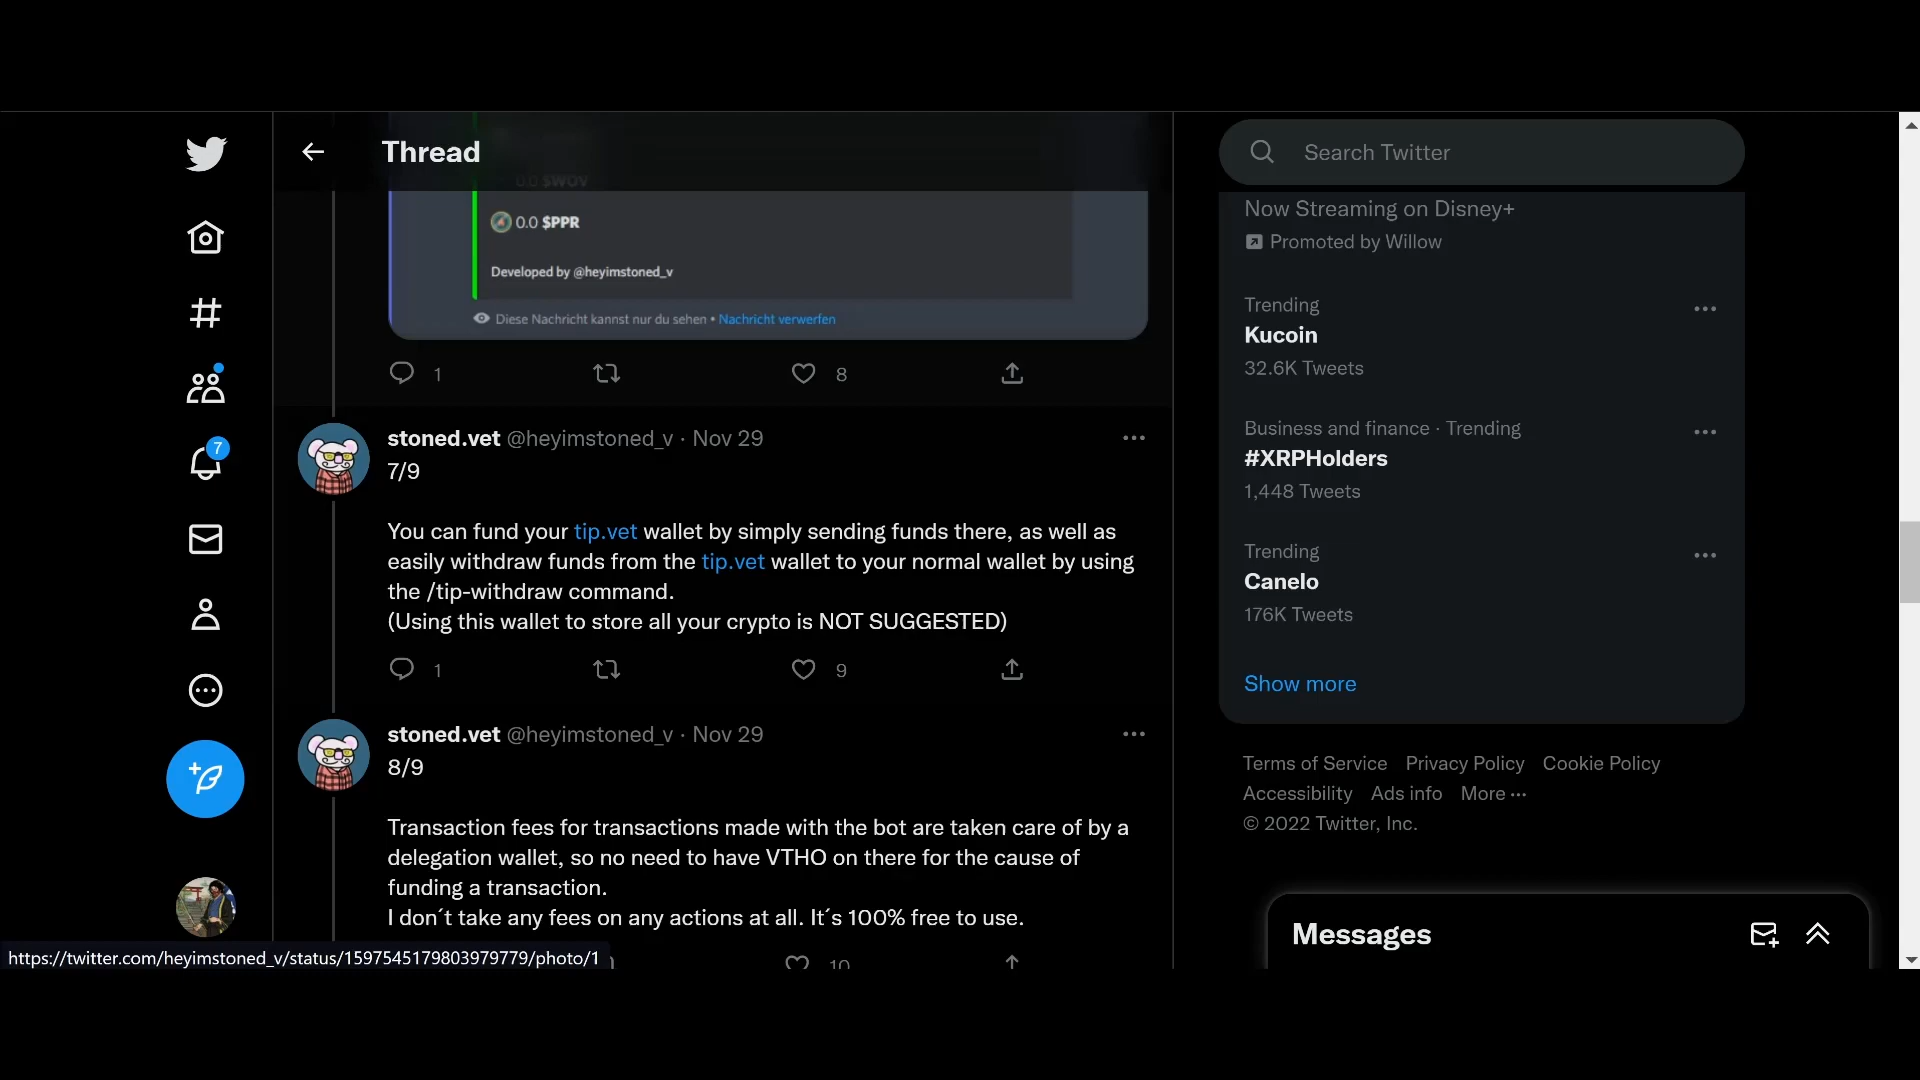 Thread
Search Twitter
0.0 $WOV
0.0 $PPR
Developed by @heyimstoned_v
Diese Nachricht kannst nur du sehen • Nachricht verwerfen
1
8
stoned.vet @heyimstoned_v · Nov 29
7/9
You can fund your tip.vet wallet by simply sending funds there, as well as
easily withdraw funds from the tip.vet wallet to your normal wallet by using
the /tip-withdraw command.
(Using this wallet to store all your crypto is NOT SUGGESTED)
1
9
stoned.vet @heyimstoned_v · Nov 29
8/9
Transaction fees for transactions made with the bot are taken care of by a
delegation wallet, so no need to have VTHO on there for the cause of
funding a transaction.
I don´t take any fees on any actions at all. It´s 100% free to use.
10
7
https://twitter.com/heyimstoned_v/status/1597545179803979779/photo/1
Now Streaming on Disney+
Promoted by Willow
Trending
Kucoin
32.6K Tweets
Business and finance · Trending
#XRPHolders
1,448 Tweets
Trending
Canelo
176K Tweets
Show more
Terms of Service Privacy Policy Cookie Policy
Accessibility Ads info More ···
© 2022 Twitter, Inc.
Messages